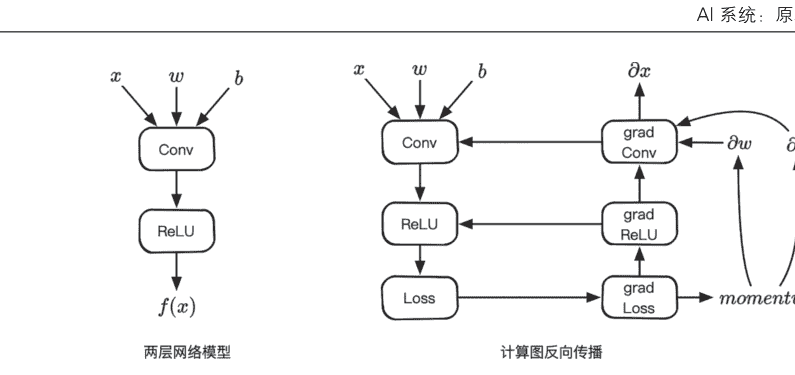 AI 系统：原
x w b
Conv
ReLU
f(x)
两层网络模型
x w b
Conv
ReLU
Loss
∂x
grad
Conv
grad
ReLU
grad
Loss
∂w
∂
moment
计算图反向传播